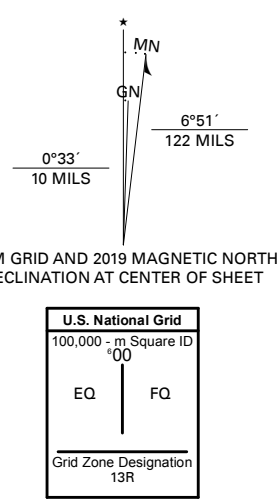 ★
MN
GN
6°51´
122 MILS
0°33´
10 MILS
M GRID AND 2019 MAGNETIC NORTH
ECLINATION AT CENTER OF SHEET
U.S. National Grid
100,000 - m Square ID
⁶00
EQ FQ
Grid Zone Designation
13R